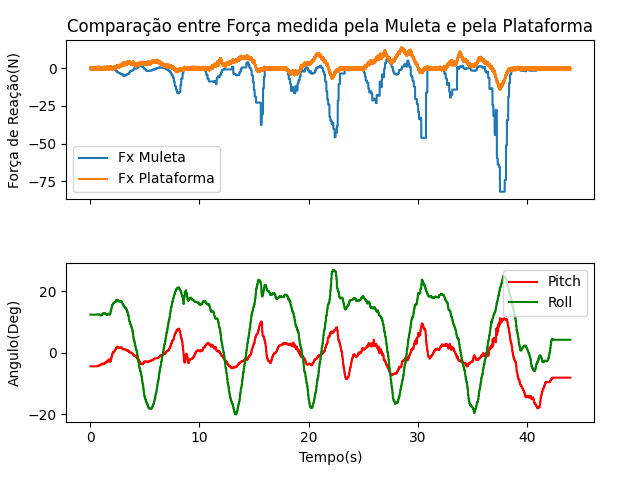 Comparação entre Força medida pela Muleta e pela Plataforma
Força de Reação(N)
0
−25
−50
−75
Fx Muleta
Fx Plataforma
Angulo(Deg)
20
0
−20
Pitch
Roll
0
10
20
30
40
Tempo(s)